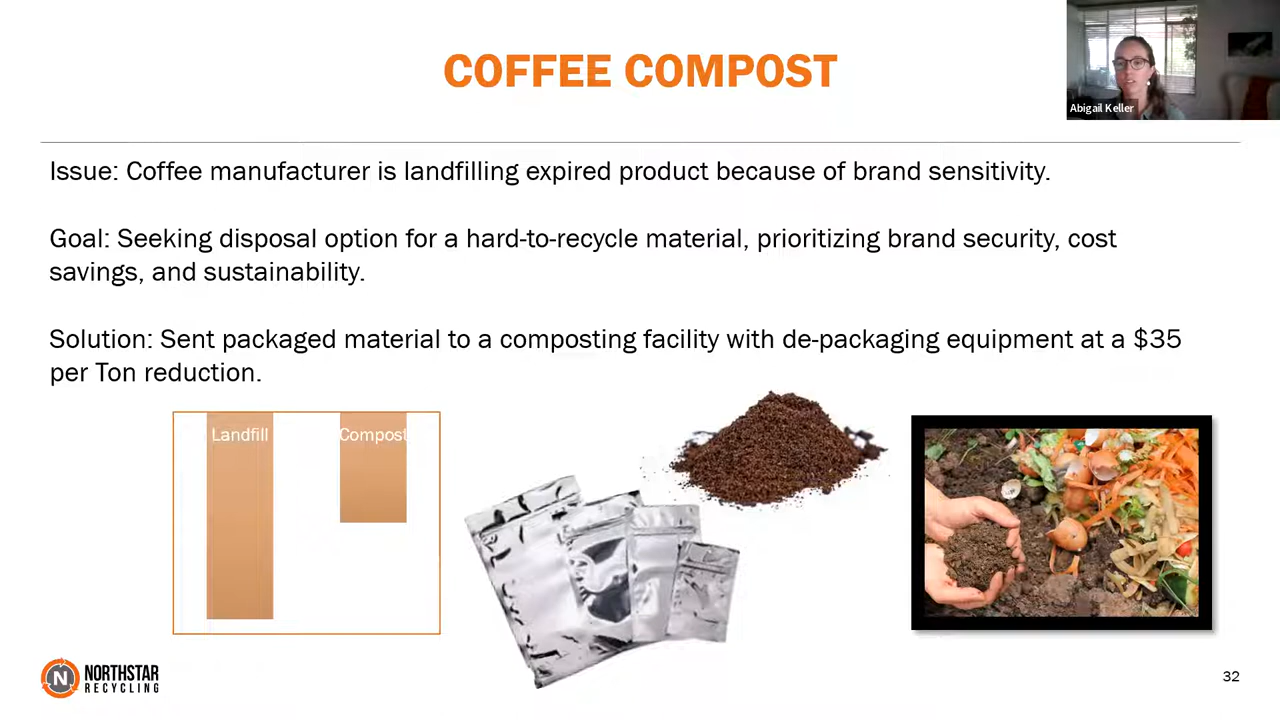 COFFEE COMPOST
Abigail Keller
Issue: Coffee manufacturer is landfilling expired product because of brand sensitivity.
Goal: Seeking disposal option for a hard-to-recycle material, prioritizing brand security, cost
savings, and sustainability.
Solution: Sent packaged material to a composting facility with de-packaging equipment at a $35
per Ton reduction.
Landfill
Compost
N
NORTHSTAR
RECYCLING
32